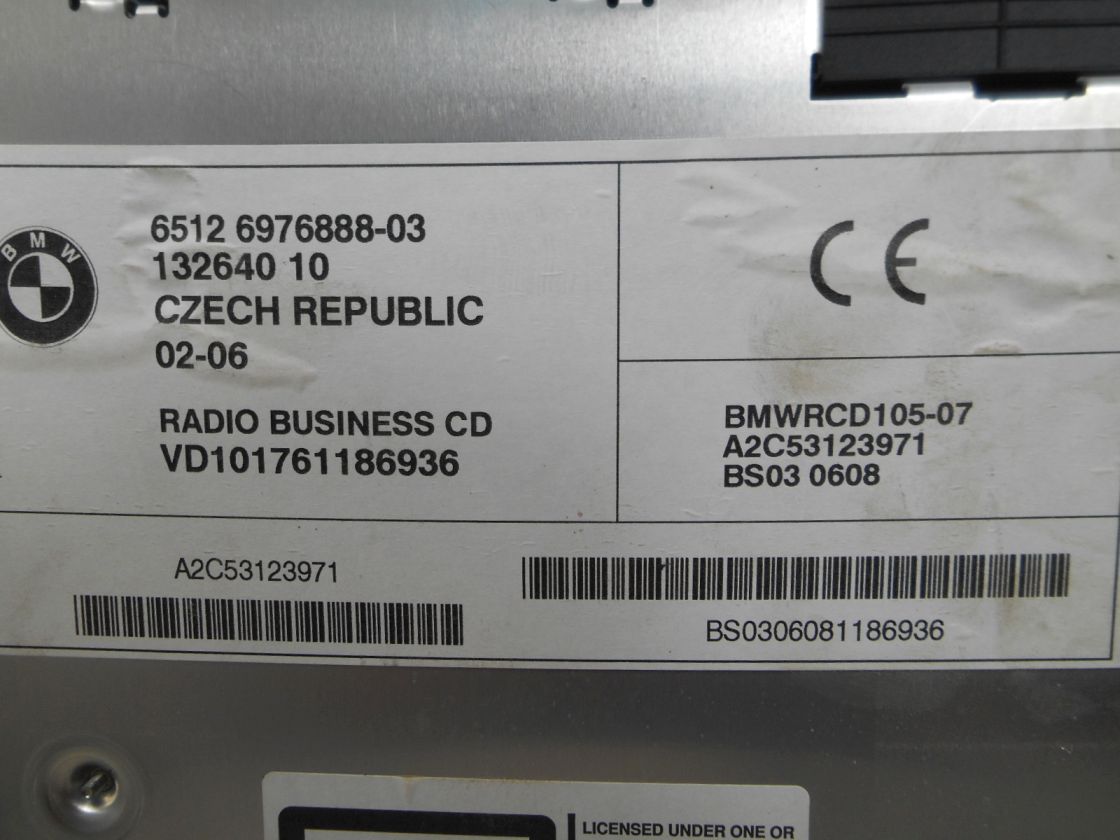 BMW
6512 6976888-03
132640 10
CZECH REPUBLIC
02-06
RADIO BUSINESS CD
VD101761186936
CE
BMWRCD105-07
A2C53123971
BS03 0608
A2C53123971
BS0306081186936
LICENSED UNDER ONE OR